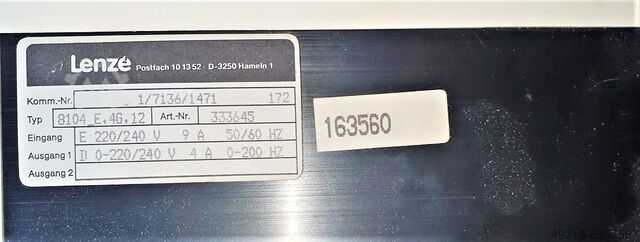 Lenze Postfach 10 13 52 · D-3250 Hameln 1
Komm.-Nr. 1/7136/1471 172
Typ 8104_E.4G.12 Art.-Nr. 333645
Eingang E 220/240 V 9 A 50/60 HZ
Ausgang 1 D 0-220/240 V 4 A 0-200 HZ
Ausgang 2
163560